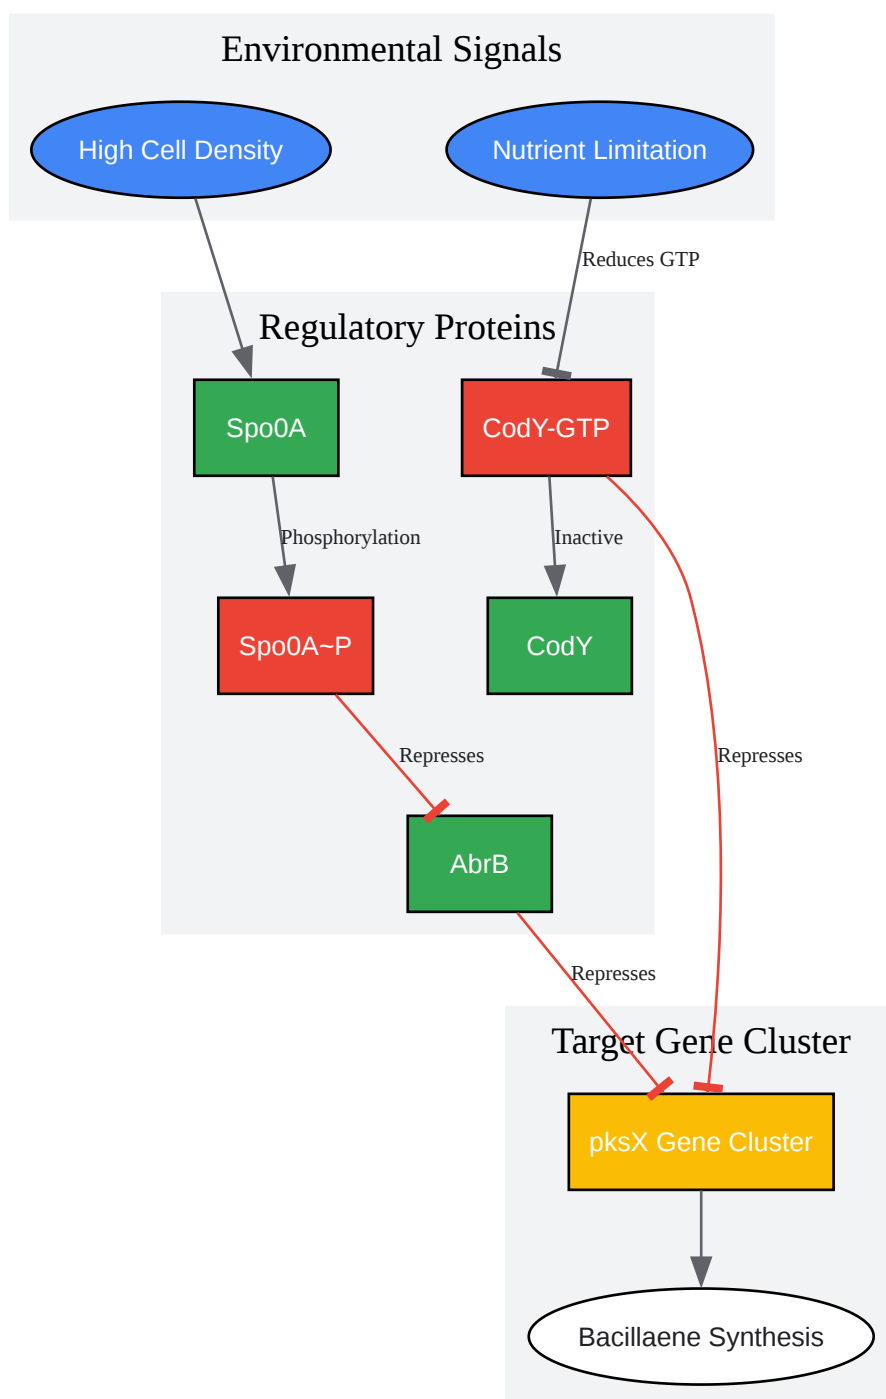 Environmental Signals
High Cell Density
Nutrient Limitation
Reduces GTP
Regulatory Proteins
Spo0A
CodY-GTP
Phosphorylation
Inactive
Spo0A~P
CodY
Represses
Represses
AbrB
Represses
Target Gene Cluster
pksX Gene Cluster
Bacillaene Synthesis